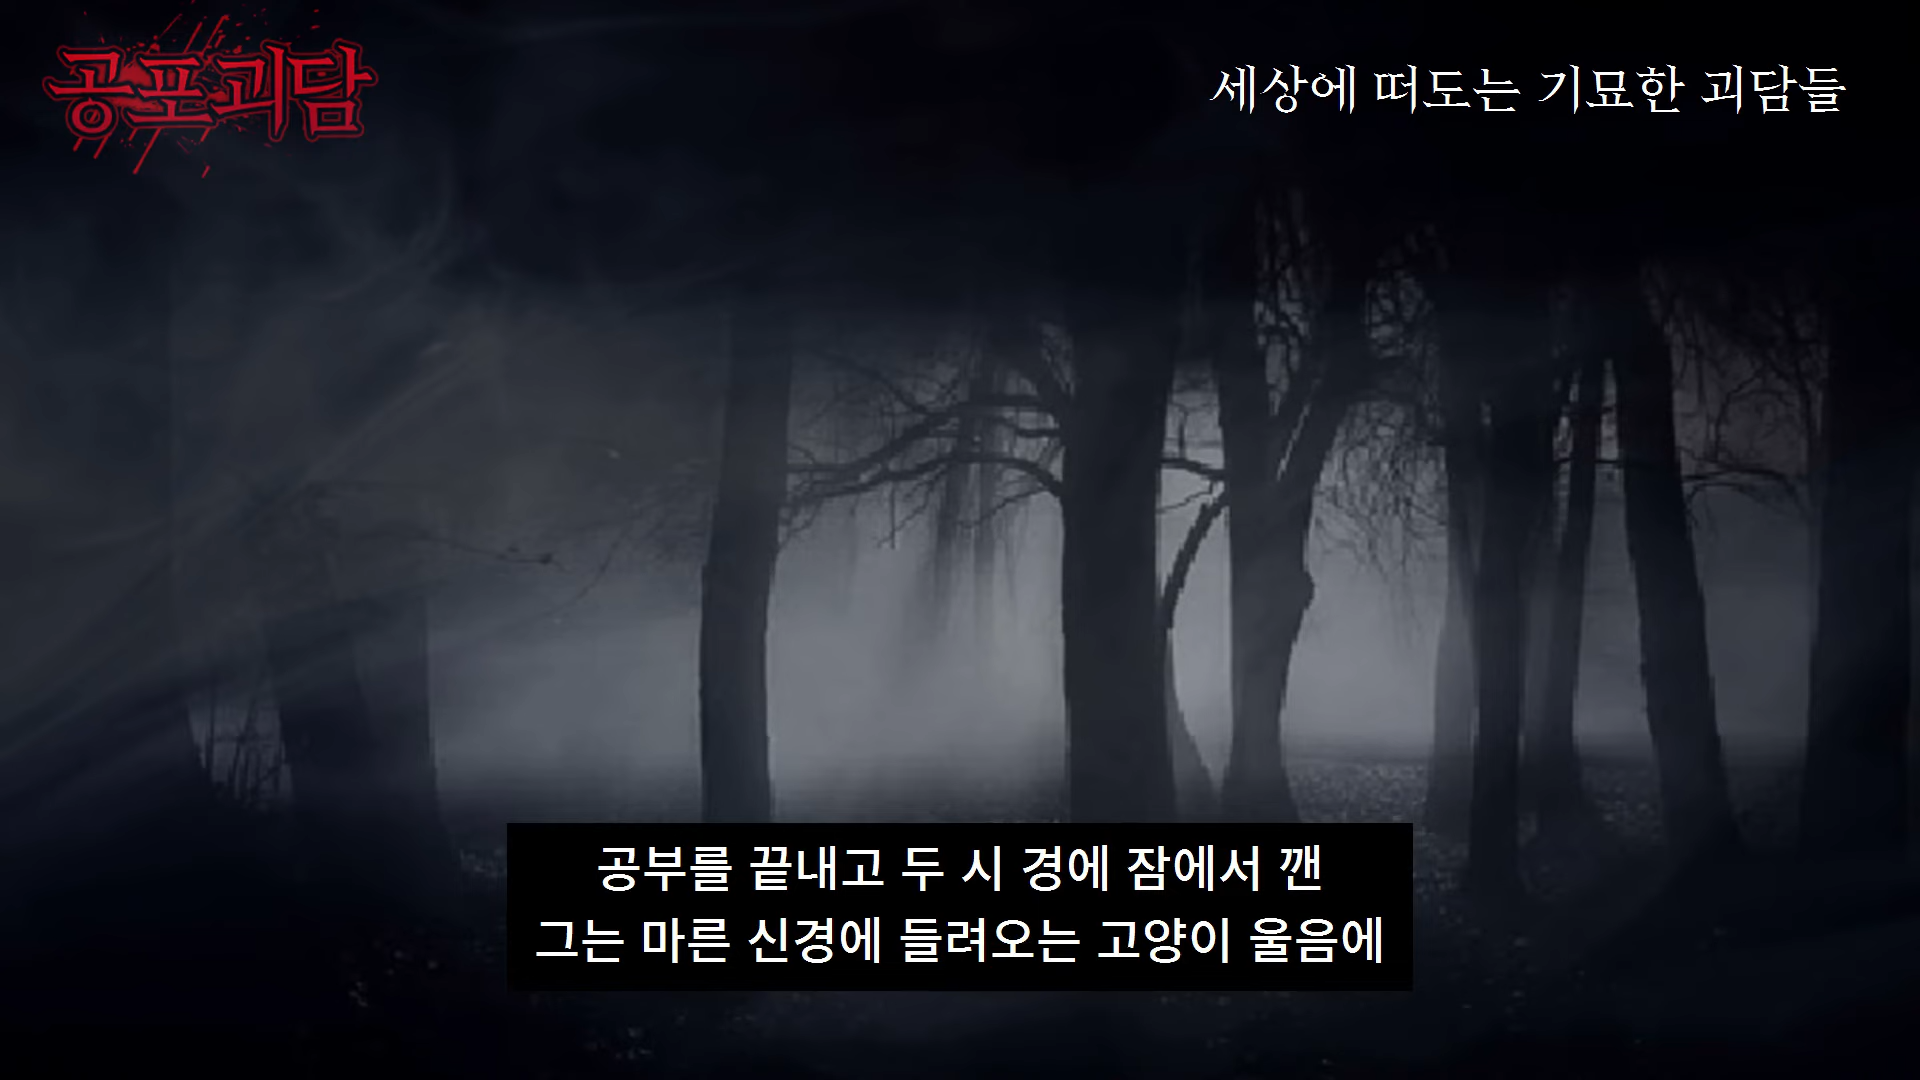 공포괴담
세상에 떠도는 기묘한 괴담들
공부를 끝내고 두 시 경에 잠에서 깬
그는 마른 신경에 들려오는 고양이 울음에